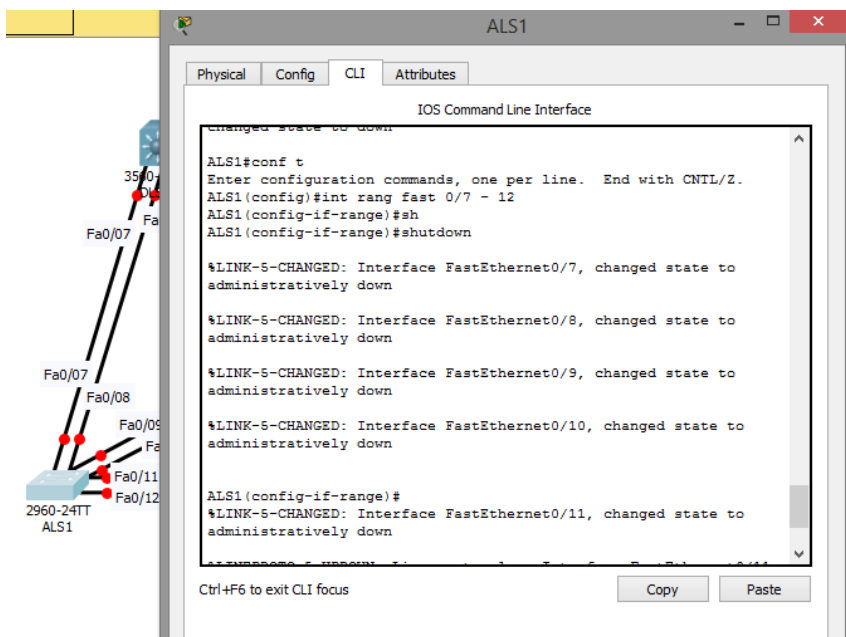 ALS1
Physical
Config
CLI
Attributes
IOS Command Line Interface
changed state to down
ALS1#conf t
Enter configuration commands, one per line.  End with CNTL/Z.
ALS1(config)#int rang fast 0/7 - 12
ALS1(config-if-range)#sh
ALS1(config-if-range)#shutdown
%LINK-5-CHANGED: Interface FastEthernet0/7, changed state to
administratively down
%LINK-5-CHANGED: Interface FastEthernet0/8, changed state to
administratively down
%LINK-5-CHANGED: Interface FastEthernet0/9, changed state to
administratively down
%LINK-5-CHANGED: Interface FastEthernet0/10, changed state to
administratively down
ALS1(config-if-range)#
%LINK-5-CHANGED: Interface FastEthernet0/11, changed state to
administratively down
Ctrl+F6 to exit CLI focus
Copy
Paste
Fa0/07
Fa0/07
Fa0/08
Fa0/09
Fa0/11
Fa0/12
2960-24TT
ALS1